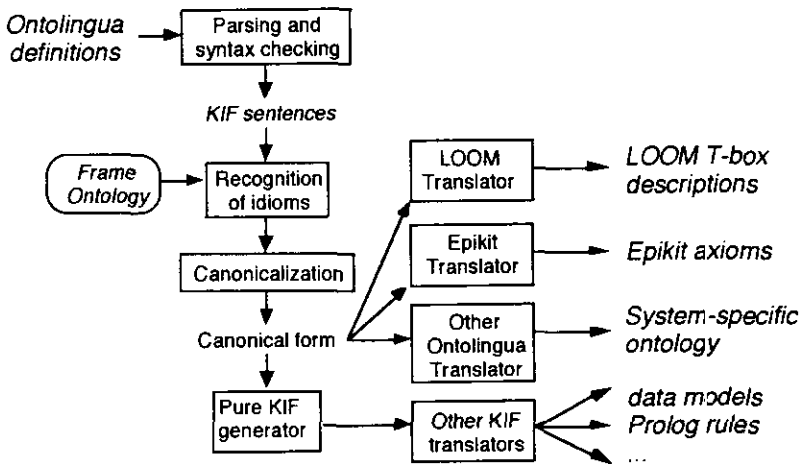 Ontolingua
definitions
Parsing and
syntax checking
KIF sentences
Frame
Ontology
Recognition
of idioms
Canonicalization
Canonical form
Pure KIF
generator
LOOM
Translator
LOOM T-box
descriptions
Epikit
Translator
Epikit axioms
Other
Ontolingua
Translator
System-specific
ontology
Other KIF
translators
data models
Prolog rules
...